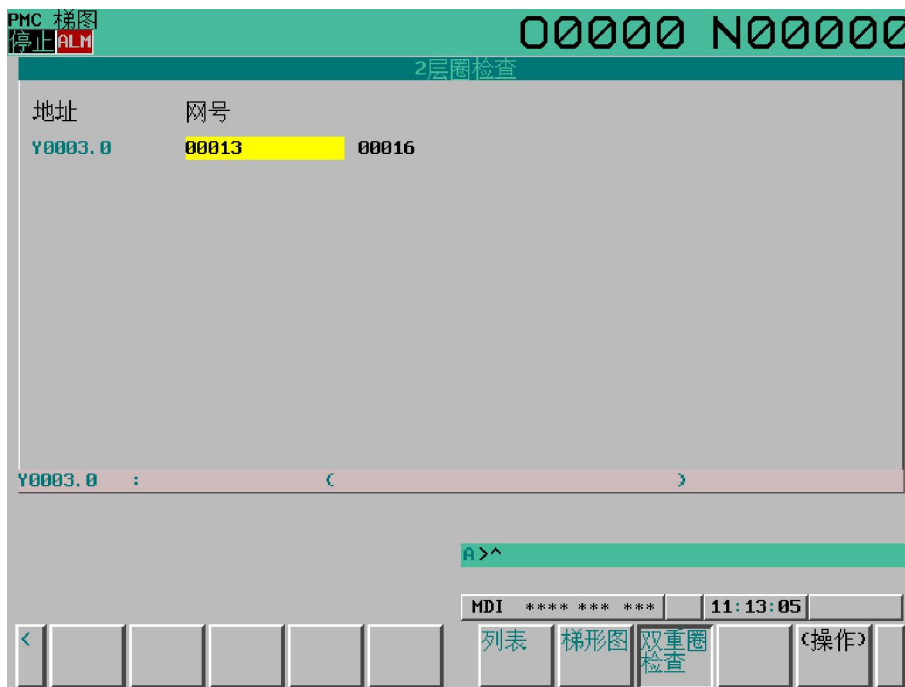 PMC 梯图
停止 ALM O0000 N00000
2层圈检查
地址 网号
Y0003.0 00013 00016
Y0003.0 : ( )
A>^
MDI **** *** *** 11:13:05
< 列表 梯形图 双重圈检查 (操作)